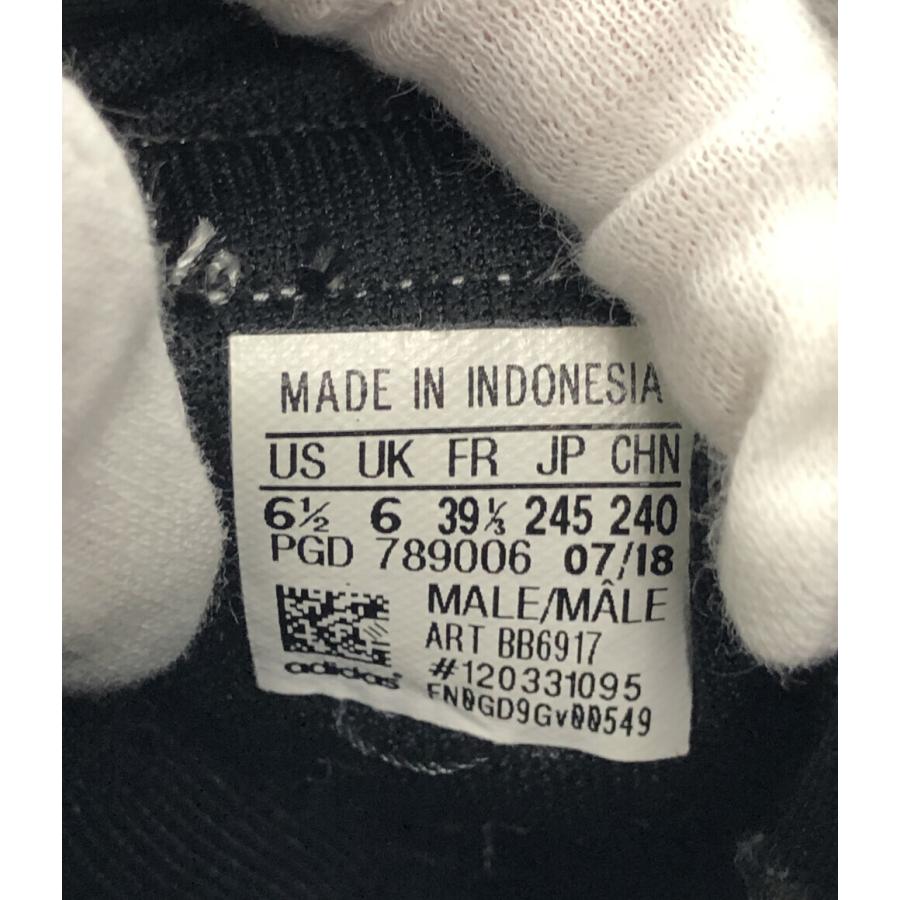 MADE IN INDONESIA
US UK FR JP CHN
6½ 6 39⅓ 245 240
PGD 789006 07/18
MALE/MÂLE
ART BB6917
adidas #120331095
FN0GD9Gv00549